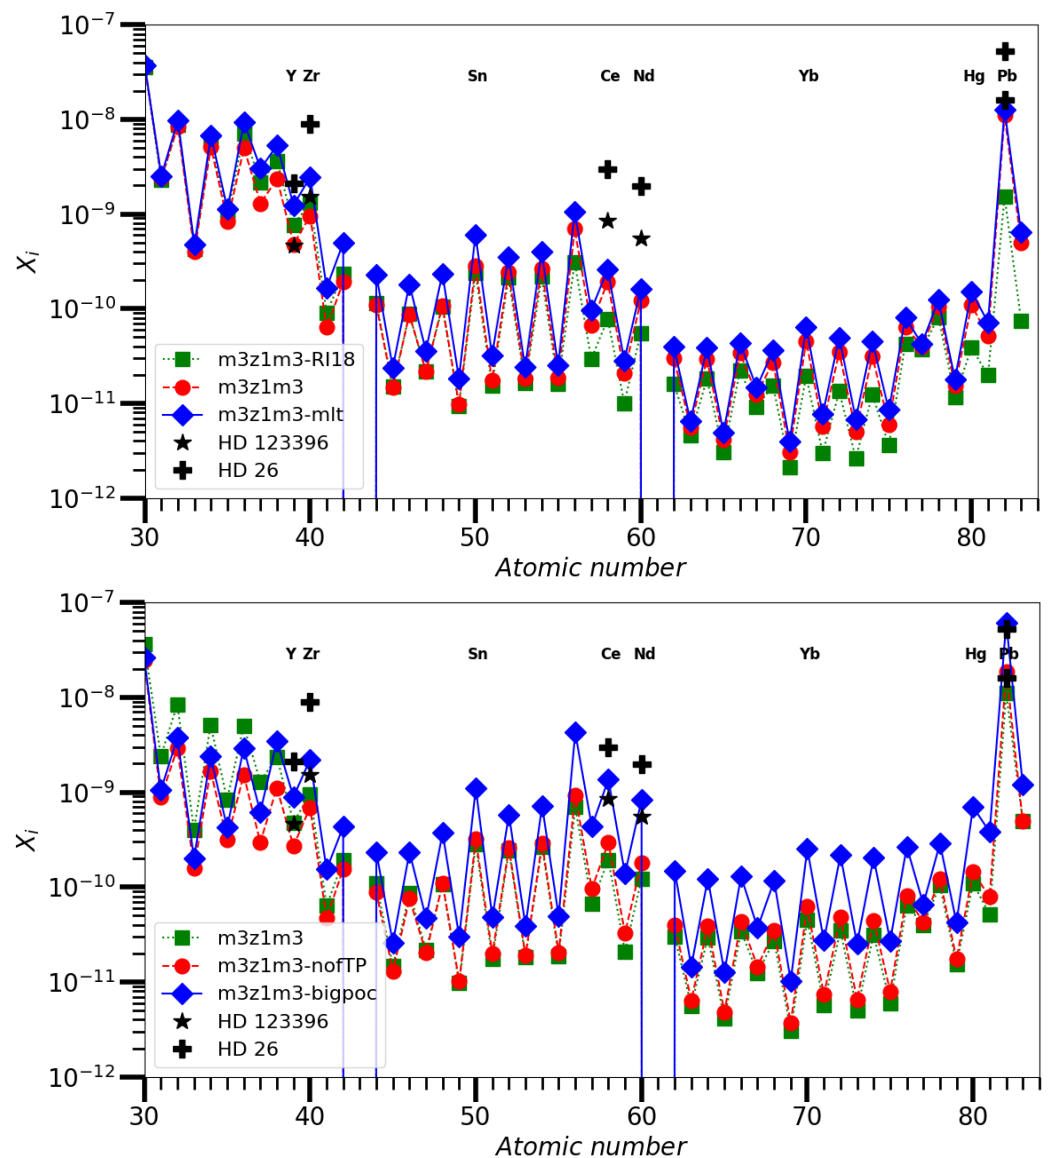 10⁻⁷
Y Zr Sn Ce Nd Yb Hg Pb
10⁻⁸
10⁻⁹
Xᵢ
10⁻¹⁰
m3z1m3-RI18
m3z1m3
10⁻¹¹
m3z1m3-mlt
HD 123396
HD 26
10⁻¹²
30 40 50 60 70 80
Atomic number
10⁻⁷
Y Zr Sn Ce Nd Yb Hg Pb
10⁻⁸
10⁻⁹
Xᵢ
10⁻¹⁰
m3z1m3
m3z1m3-nofTP
10⁻¹¹
m3z1m3-bigpoc
HD 123396
HD 26
10⁻¹²
30 40 50 60 70 80
Atomic number